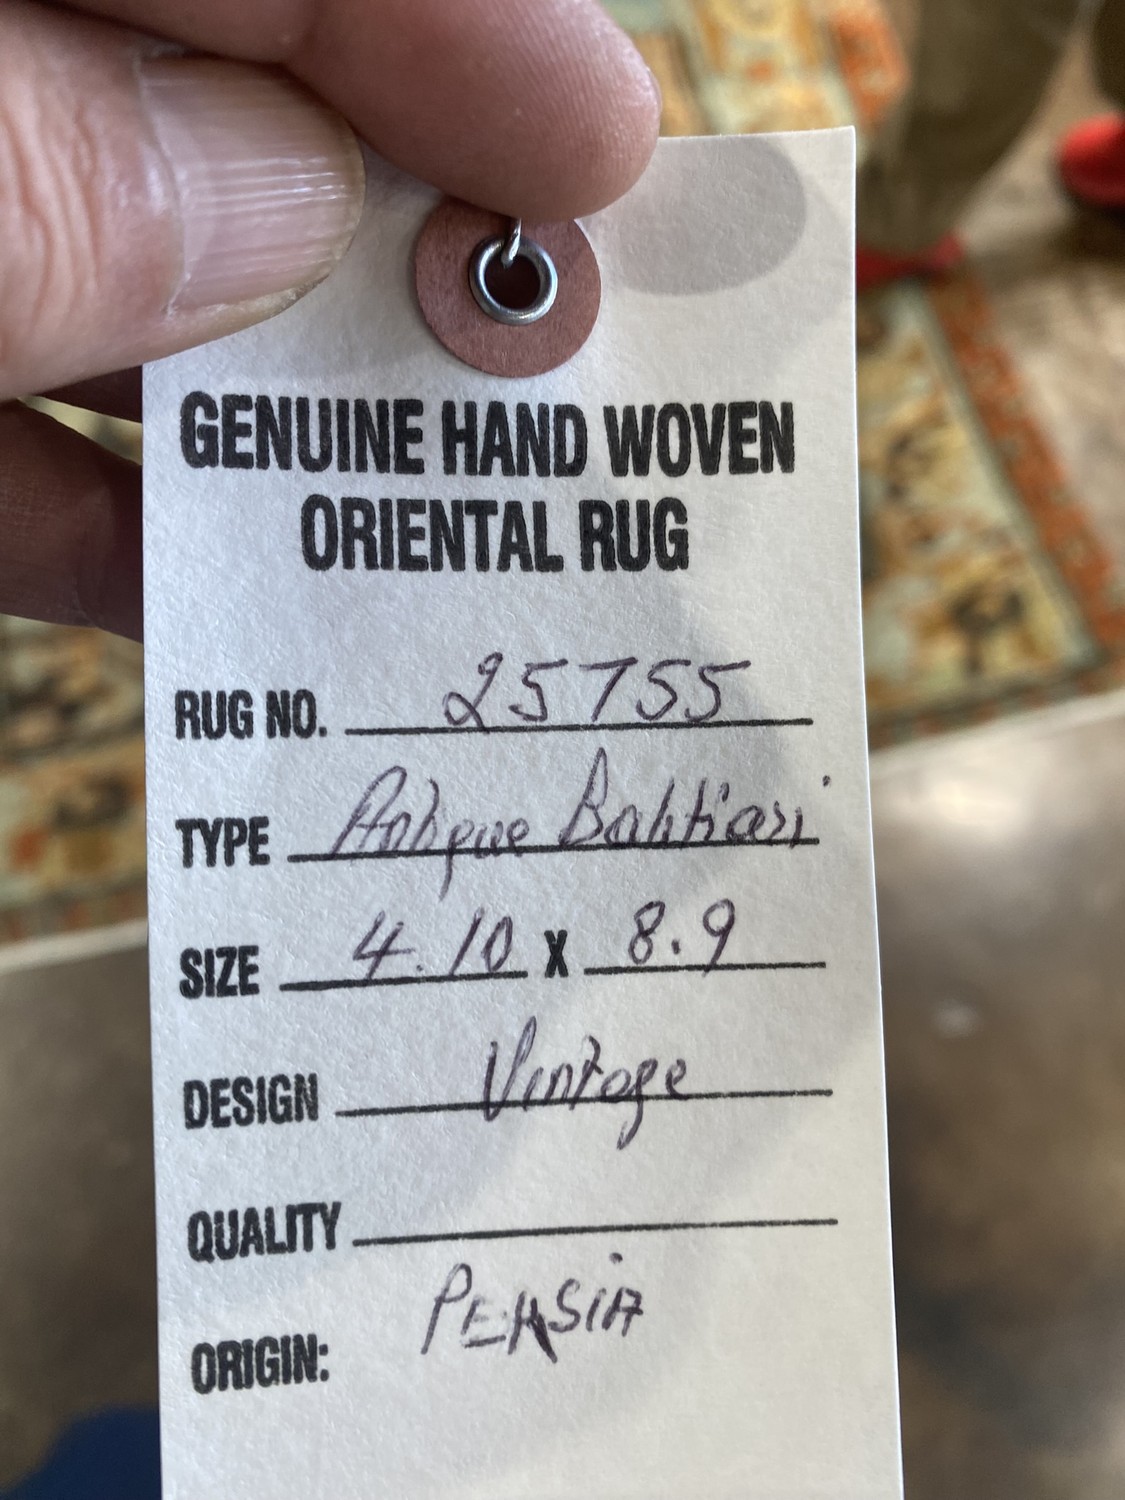 GENUINE HAND WOVEN
ORIENTAL RUG
RUG NO. 25755
TYPE Antique Bahtiari
SIZE 4.10 X 8.9
DESIGN Vintage
QUALITY
ORIGIN: PERSIA